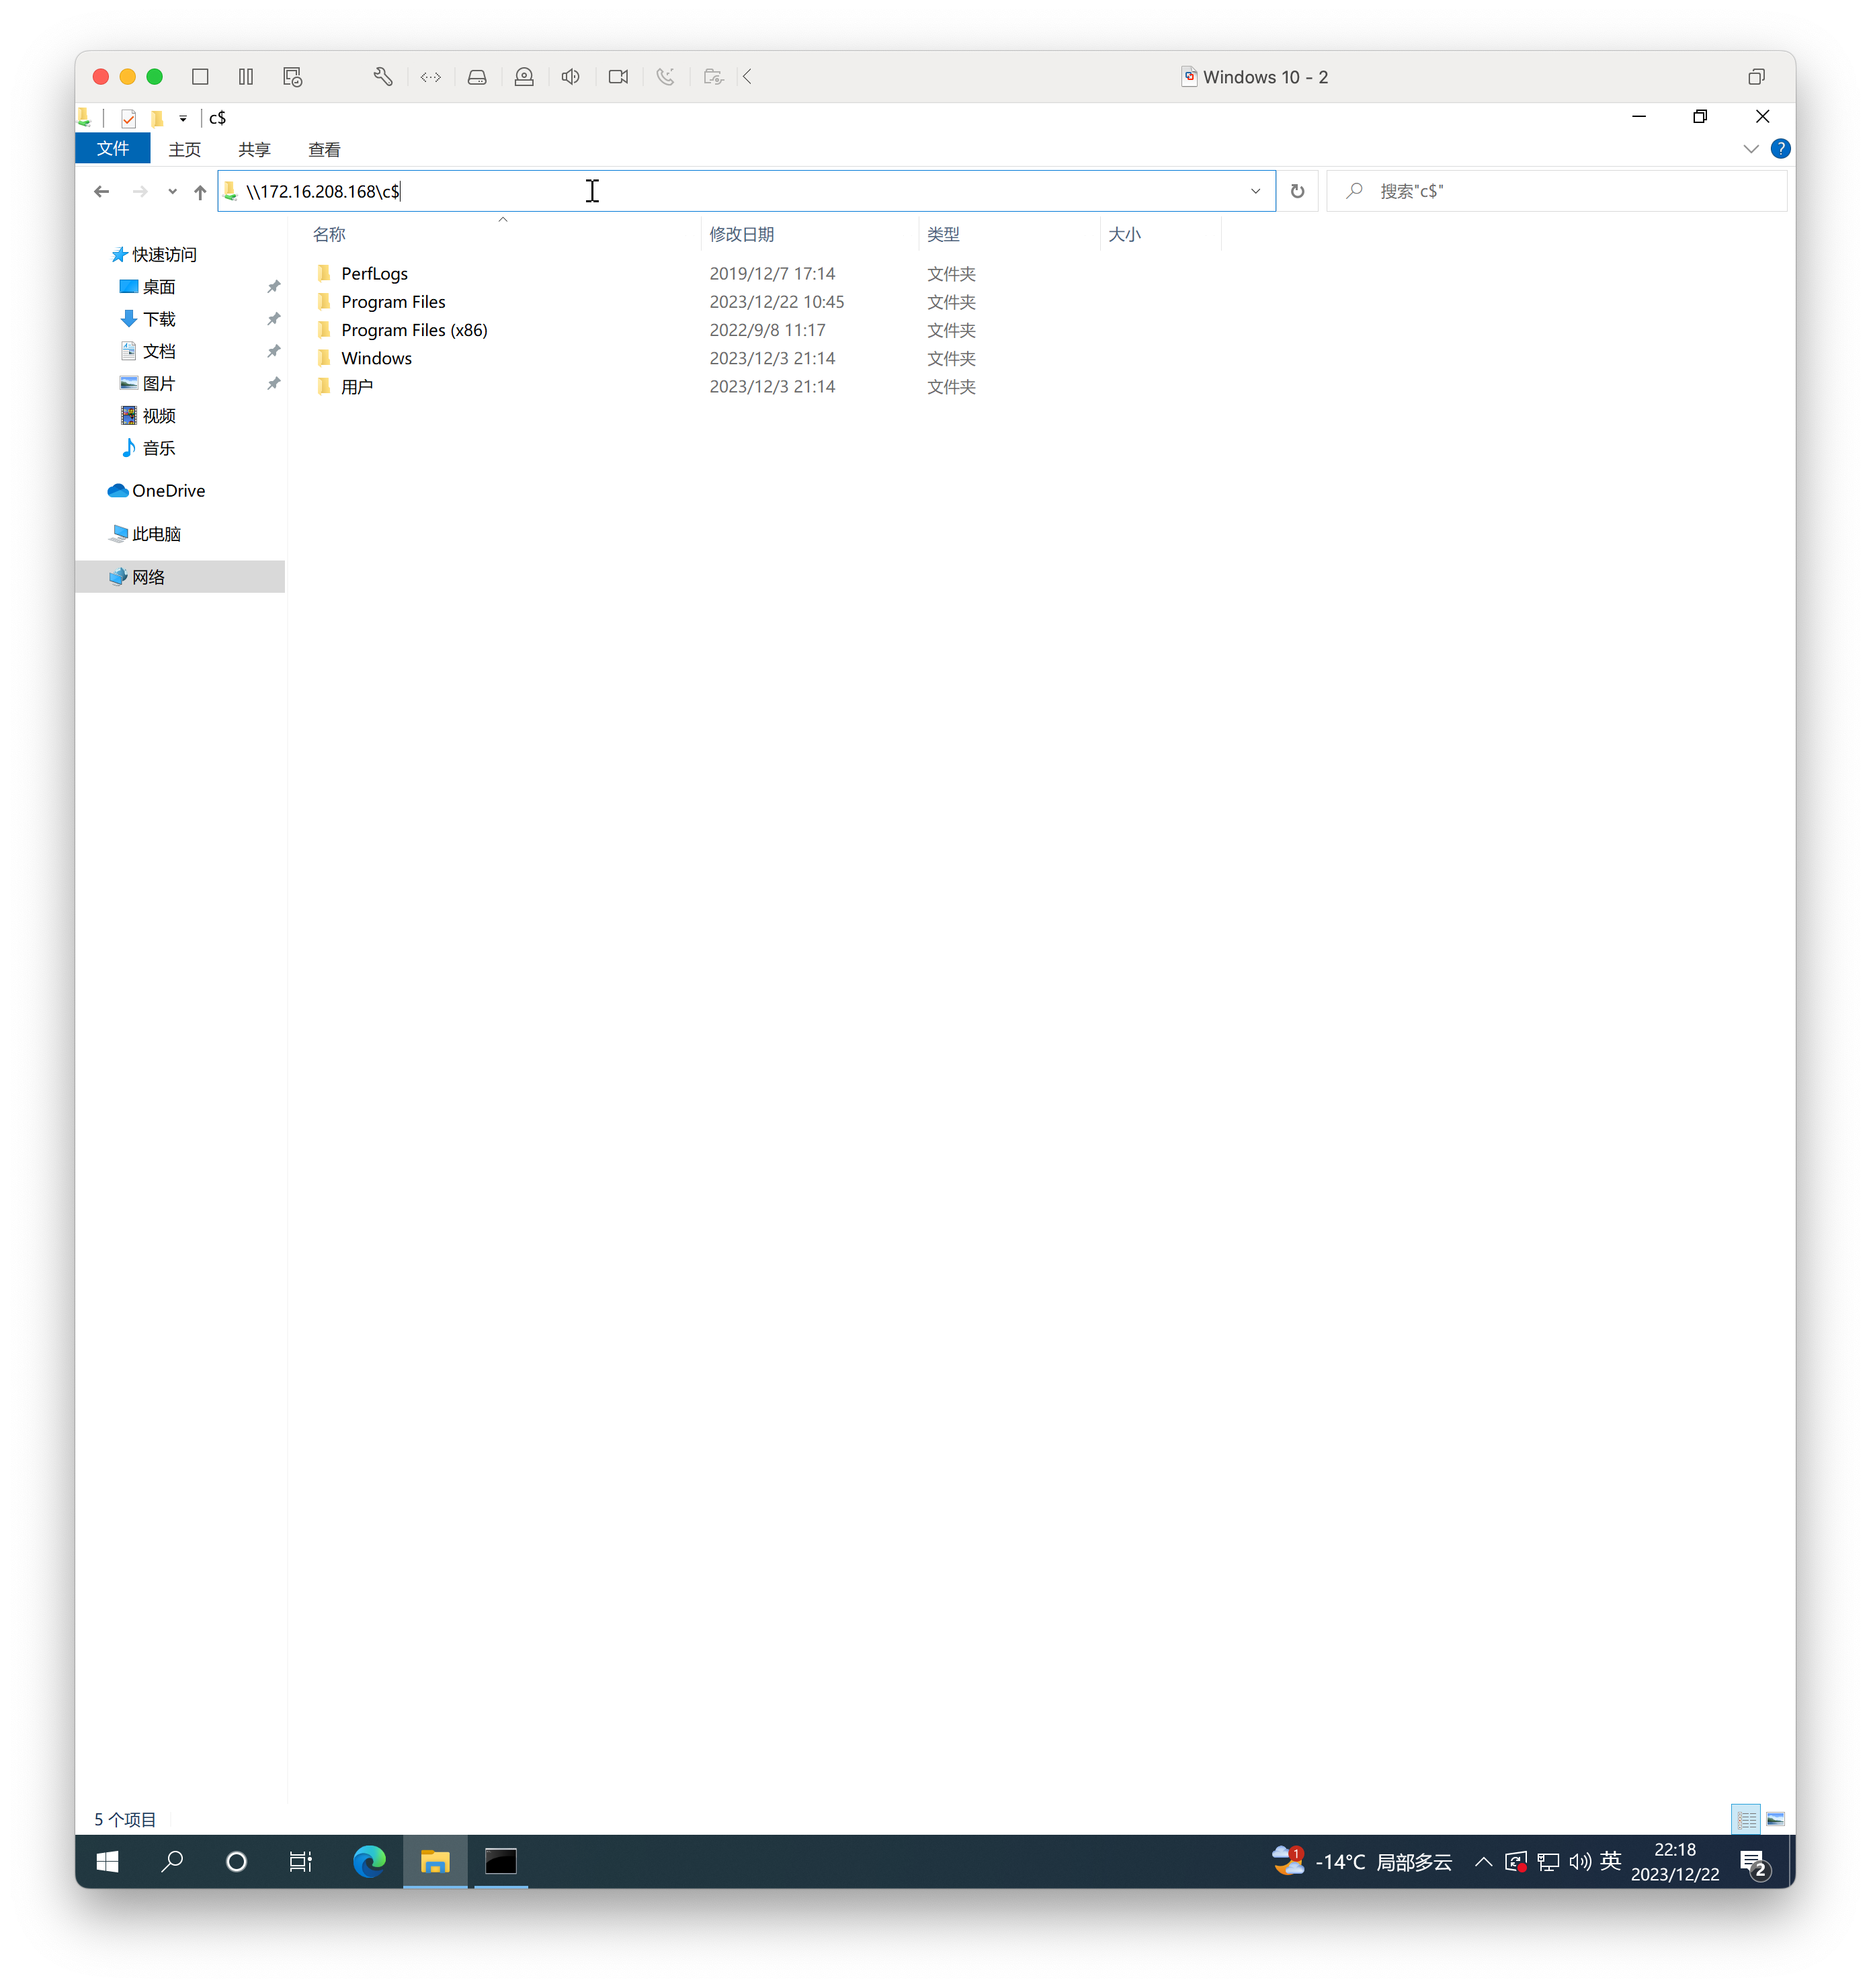 Windows 10 - 2
c$
文件 主页 共享 查看
?
\\172.16.208.168\c$ 搜索"c$"
名称 修改日期 类型 大小
快速访问
桌面
下载
文档
图片
视频
音乐
OneDrive
此电脑
网络
PerfLogs 2019/12/7 17:14 文件夹
Program Files 2023/12/22 10:45 文件夹
Program Files (x86) 2022/9/8 11:17 文件夹
Windows 2023/12/3 21:14 文件夹
用户 2023/12/3 21:14 文件夹
5 个项目
1 -14°C 局部多云 英 22:18
2023/12/22 2